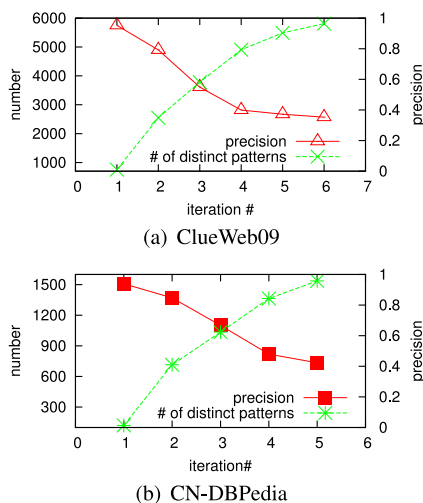 6000
5000
4000
3000
2000
1000
number
1
0.8
0.6
0.4
0.2
0
precision
precision
# of distinct patterns
0 1 2 3 4 5 6 7
iteration #
(a) ClueWeb09
1500
1200
900
600
300
number
1
0.8
0.6
0.4
0.2
0
precision
precision
# of distinct patterns
0 1 2 3 4 5 6
iteration#
(b) CN-DBPedia